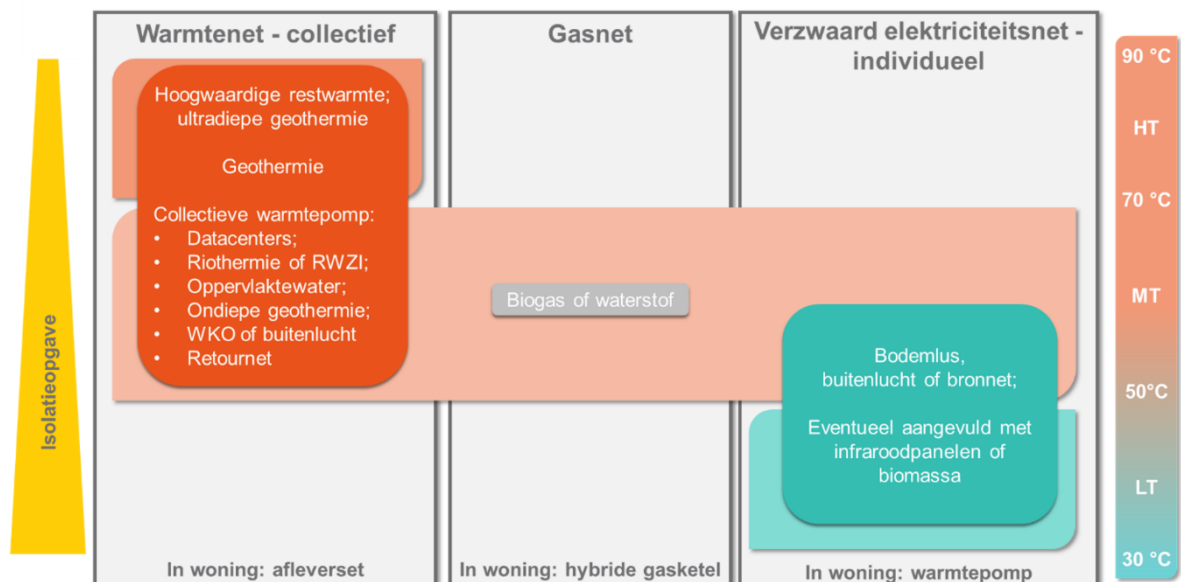 Warmtenet - collectief
Hoogwaardige restwarmte;
ultradiepe geothermie
Geothermie
Collectieve warmtepomp:
• Datacenters;
• Riothermie of RWZI;
• Oppervlaktewater;
• Ondiepe geothermie;
• WKO of buitenlucht
• Retournet
In woning: afleverset
Gasnet
Biogas of waterstof
In woning: hybride gasketel
Verzwaard elektriciteitsnet -
individueel
Bodemlus,
buitenlucht of bronnet;
Eventueel aangevuld met
infraroodpanelen of
biomassa
In woning: warmtepomp
Isolatieopgave
90 °C
HT
70 °C
MT
50°C
LT
30 °C